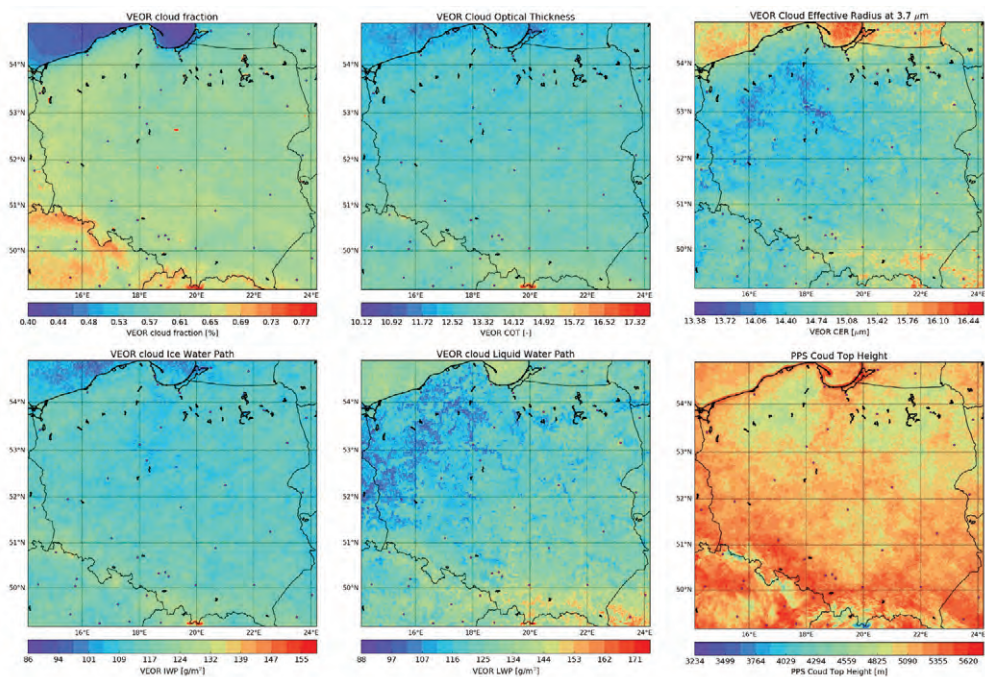 VEOR cloud fraction
54°N
53°N
52°N
51°N
50°N
16°E 18°E 20°E 22°E 24°E
0.40 0.44 0.48 0.53 0.57 0.61 0.65 0.69 0.73 0.77
VEOR cloud fraction [%]
VEOR Cloud Optical Thickness
54°N
53°N
52°N
51°N
50°N
16°E 18°E 20°E 22°E 24°E
10.12 10.92 11.72 12.52 13.32 14.12 14.92 15.72 16.52 17.32
VEOR COT [-]
VEOR Cloud Effective Radius at 3.7 μm
54°N
53°N
52°N
51°N
50°N
16°E 18°E 20°E 22°E 24°E
13.38 13.72 14.06 14.40 14.74 15.08 15.42 15.76 16.10 16.44
VEOR CER [μm]
VEOR cloud Ice Water Path
54°N
53°N
52°N
51°N
50°N
16°E 18°E 20°E 22°E 24°E
86 94 101 109 116 124 132 139 147 155
VEOR IWP [g/m²]
VEOR cloud Liquid Water Path
54°N
53°N
52°N
51°N
50°N
16°E 18°E 20°E 22°E 24°E
88 97 107 116 125 134 144 153 162 171
VEOR LWP [g/m²]
PPS Coud Top Height
54°N
53°N
52°N
51°N
50°N
16°E 18°E 20°E 22°E 24°E
3234 3499 3764 4029 4294 4559 4825 5090 5355 5620
PPS Coud Top Height [m]